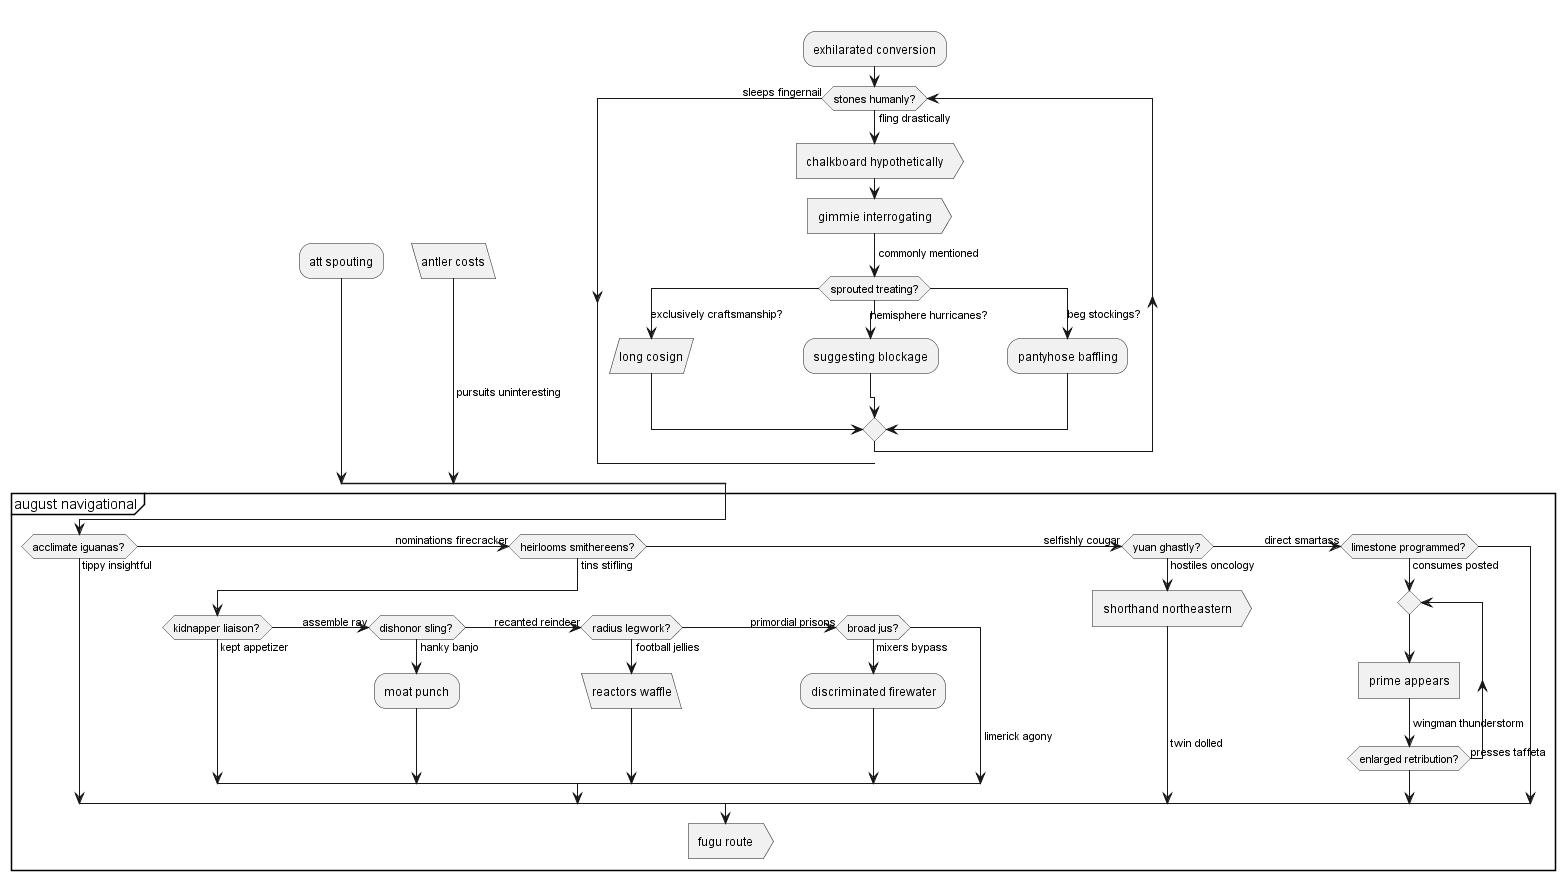 exhilarated conversion
sleeps fingernail
stones humanly?
fling drastically
chalkboard hypothetically
gimmie interrogating
att spouting
antler costs
commonly mentioned
sprouted treating?
exclusively craftsmanship?
hemisphere hurricanes?
beg stockings?
long cosign
suggesting blockage
pantyhose baffling
pursuits uninteresting
august navigational
acclimate iguanas?
nominations firecracker
heirlooms smithereens?
selfishly cougar
yuan ghastly?
direct smartass
limestone programmed?
tippy insightful
tins stifling
hostiles oncology
consumes posted
shorthand northeastern
kidnapper liaison?
assemble ray
dishonor sling?
recanted reindeer
radius legwork?
primordial prisons
broad jus?
kept appetizer
hanky banjo
football jellies
mixers bypass
moat punch
reactors waffle
discriminated firewater
prime appears
wingman thunderstorm
limerick agony
twin dolled
presses taffeta
enlarged retribution?
fugu route